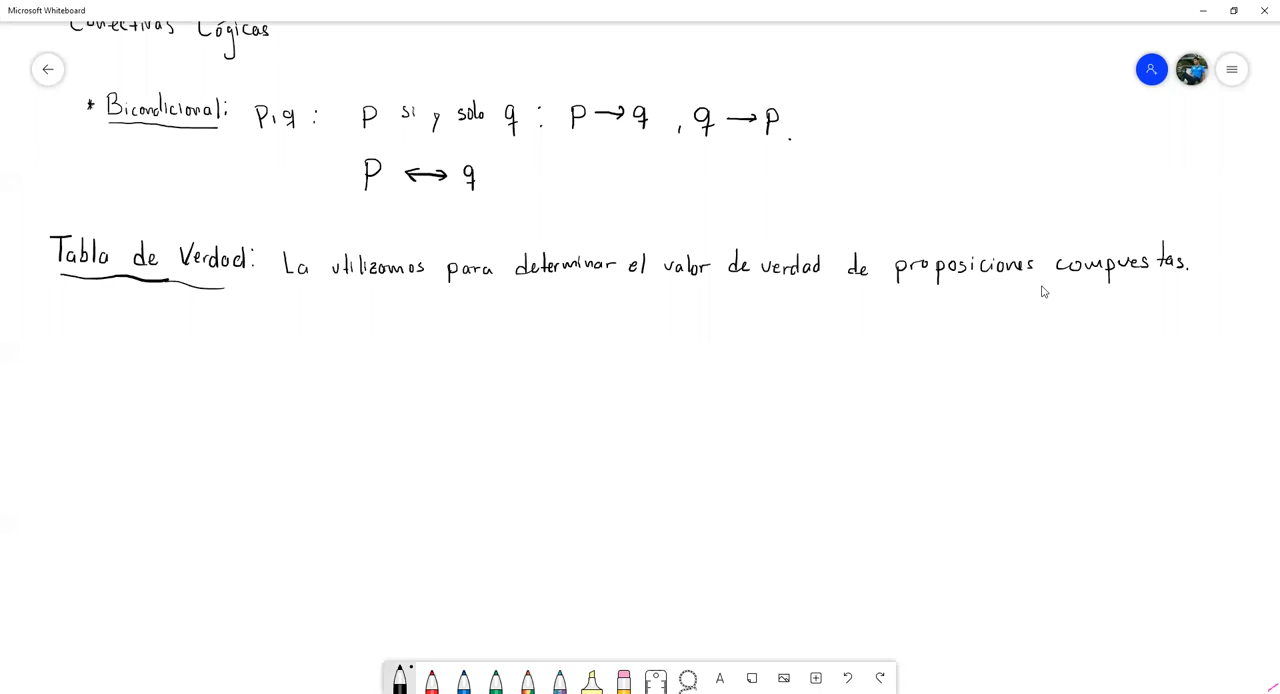 Microsoft Whiteboard
Conectivas Lógicas
* Bicondicional: p, q : p si y solo q : p → q , q → p.
p ↔ q
Tabla de Verdad: La utilizamos para determinar el valor de verdad de proposiciones compuestas.